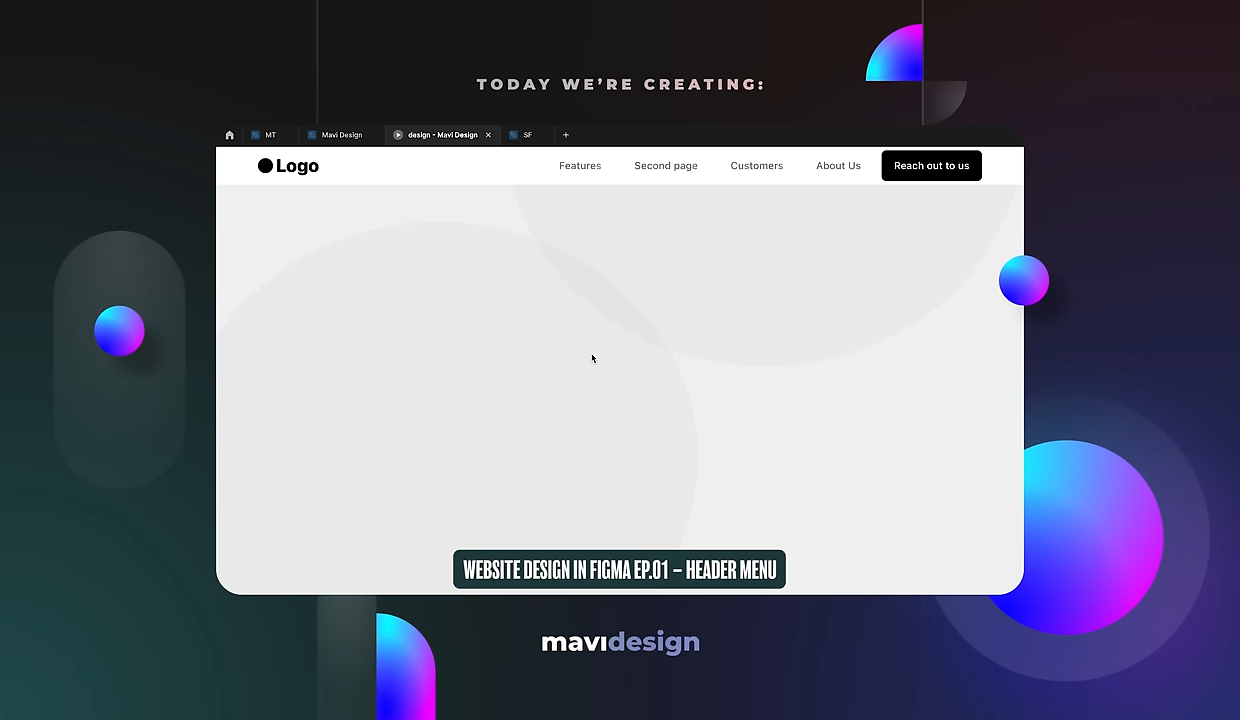 TODAY WE'RE CREATING:
MT
Mavi Design
design - Mavi Design
SF
Logo
Features
Second page
Customers
About Us
Reach out to us
WEBSITE DESIGN IN FIGMA EP.01 – HEADER MENU
mavidesign